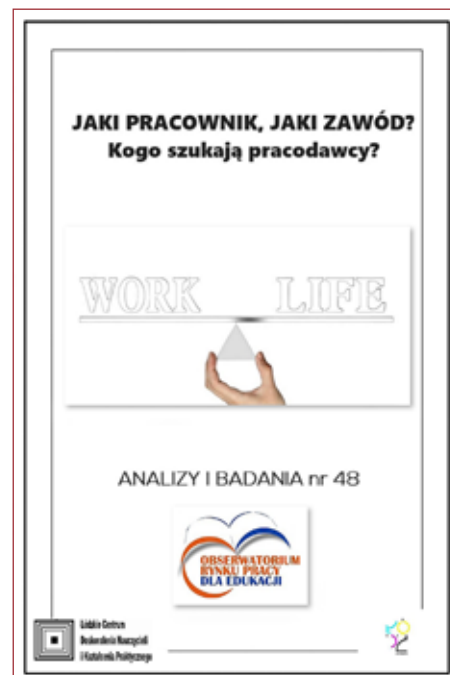 JAKI PRACOWNIK, JAKI ZAWÓD?
Kogo szukają pracodawcy?
WORK LIFE
ANALIZY I BADANIA nr 48
OBSERWATORIUM
RYNKU PRACY
DLA EDUKACJI
Łódzkie Centrum
Doskonalenia Nauczycieli
i Kształcenia Praktycznego